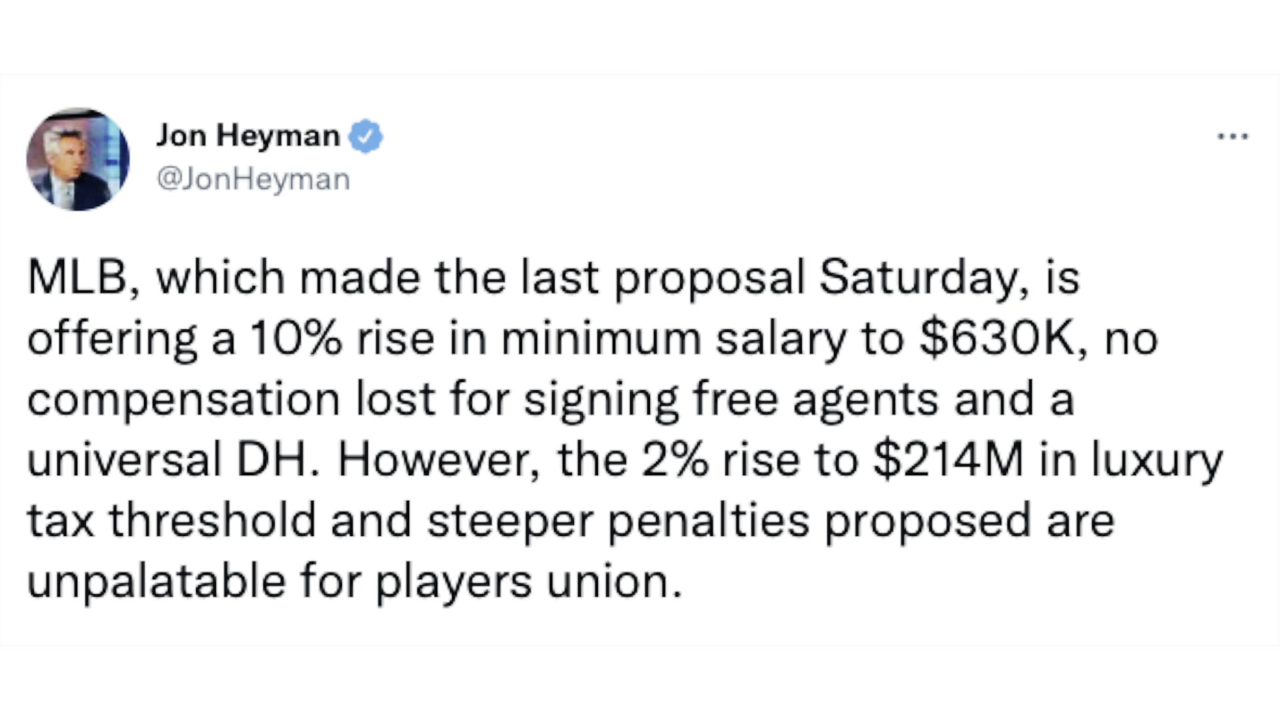 Jon Heyman
@JonHeyman
MLB, which made the last proposal Saturday, is
offering a 10% rise in minimum salary to $630K, no
compensation lost for signing free agents and a
universal DH. However, the 2% rise to $214M in luxury
tax threshold and steeper penalties proposed are
unpalatable for players union.